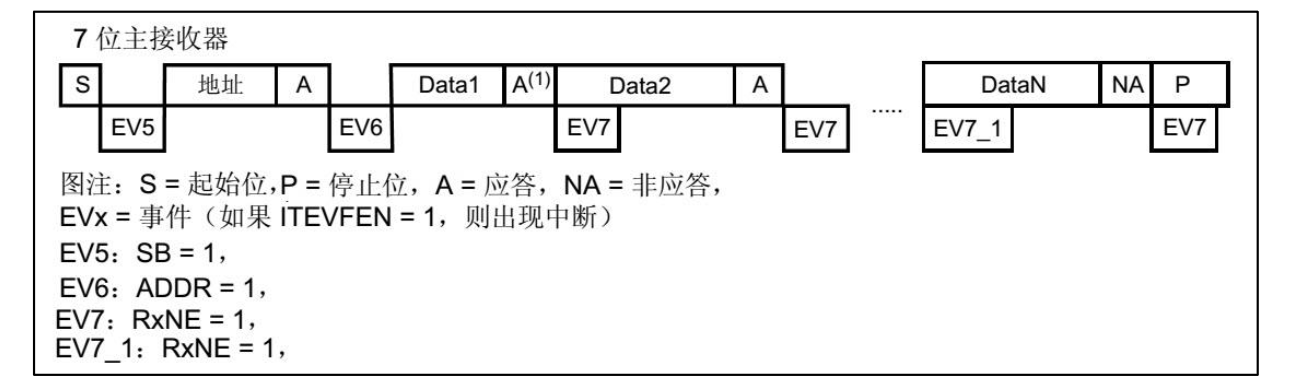 7 位主接收器
S 地址 A Data1 A(1) Data2 A ..... DataN NA P
EV5 EV6 EV7 EV7 EV7_1 EV7
图注：S = 起始位，P = 停止位，A = 应答，NA = 非应答，
EVx = 事件（如果 ITEVFEN = 1，则出现中断）
EV5：SB = 1，
EV6：ADDR = 1，
EV7：RxNE = 1，
EV7_1：RxNE = 1，